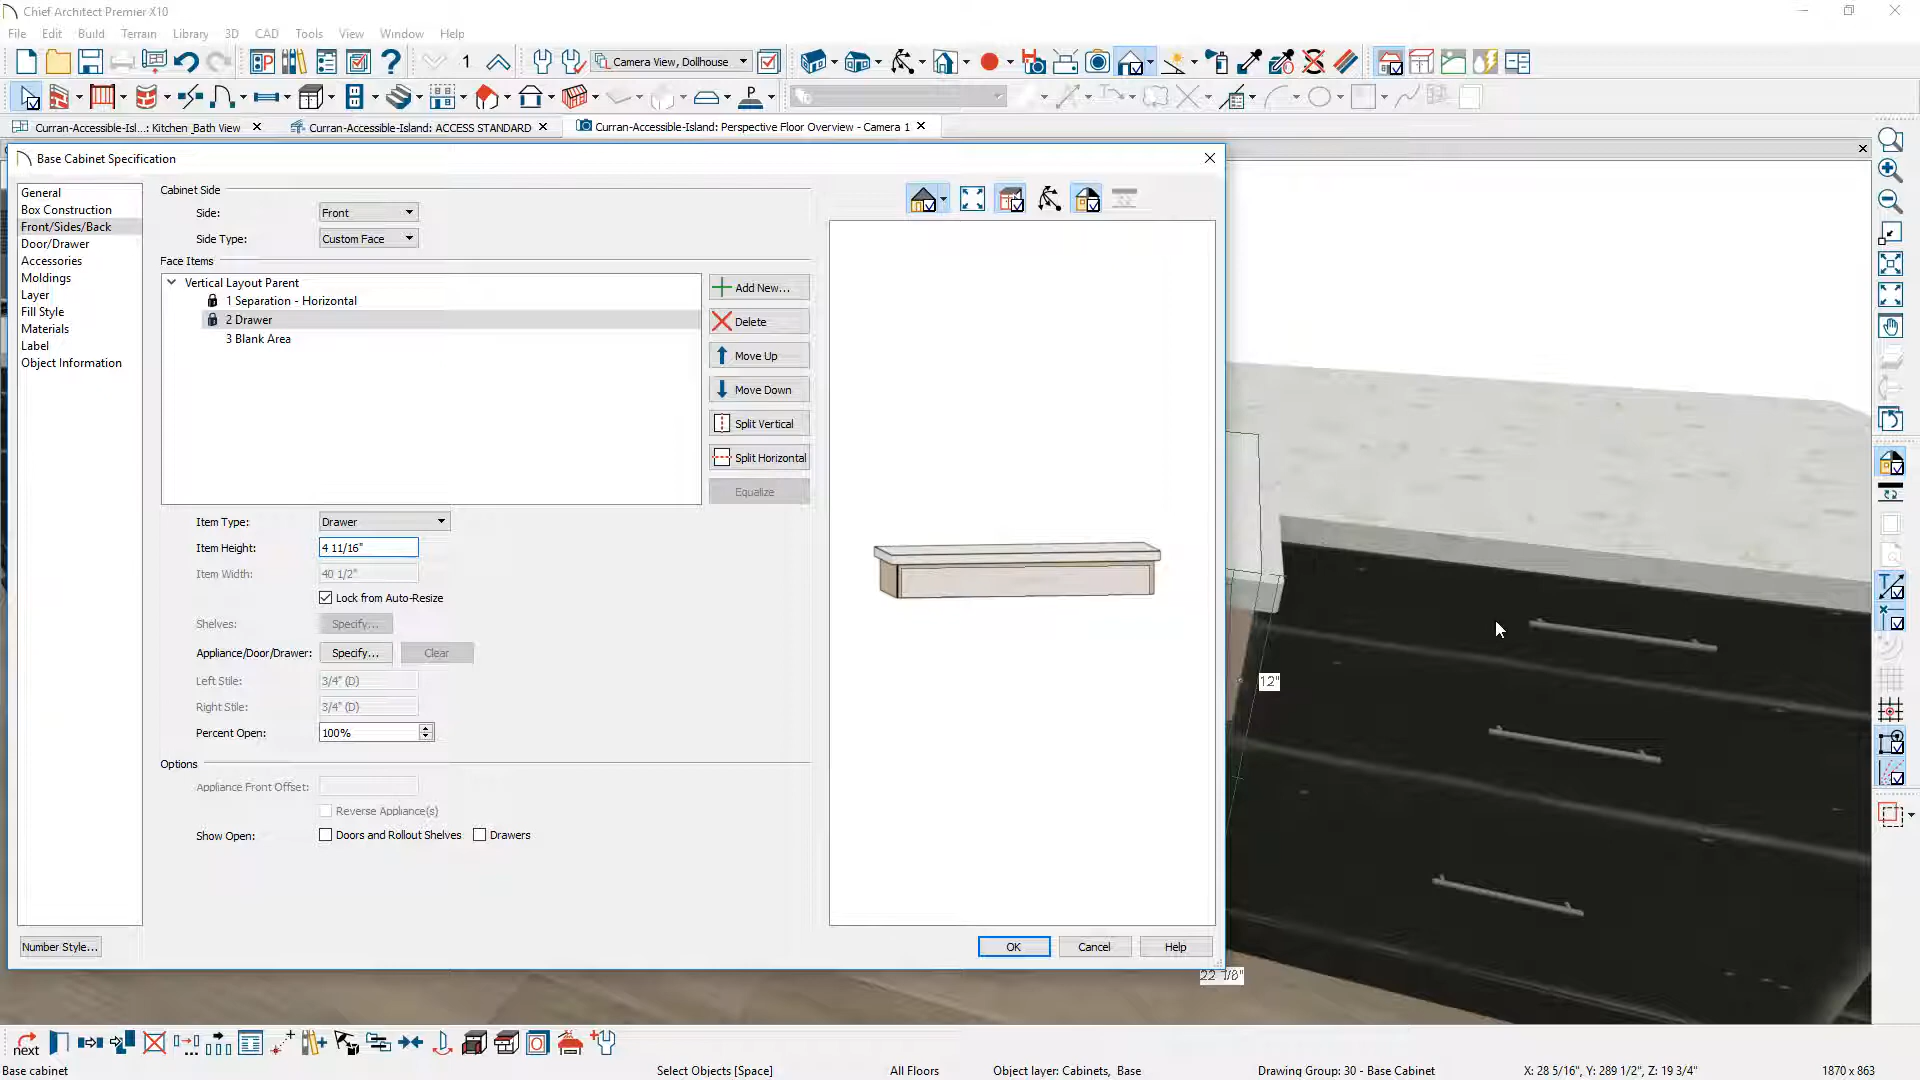 Chief Architect Premier X10
File Edit Build Terrain Library 3D CAD Tools View Window Help
1 Camera View, Dollhouse
Curran-Accessible-Isl...: Kitchen_Bath View Curran-Accessible-Island: ACCESS STANDARD Curran-Accessible-Island: Perspective Floor Overview - Camera 1
Base Cabinet Specification
General
Box Construction
Front/Sides/Back
Door/Drawer
Accessories
Moldings
Layer
Fill Style
Materials
Label
Object Information
Cabinet Side
Side: Front
Side Type: Custom Face
Face Items
Vertical Layout Parent
1 Separation - Horizontal
2 Drawer
3 Blank Area
Add New...
Delete
Move Up
Move Down
Split Vertical
Split Horizontal
Equalize
Item Type: Drawer
Item Height: 4 11/16"
Item Width: 40 1/2"
Lock from Auto-Resize
Shelves: Specify...
Appliance/Door/Drawer: Specify... Clear
Left Stile: 3/4" (D)
Right Stile: 3/4" (D)
Percent Open: 100%
Options
Appliance Front Offset:
Reverse Appliance(s)
Show Open: Doors and Rollout Shelves Drawers
Number Style... OK Cancel Help
12"
22 7/8"
next
Base cabinet Select Objects [Space] All Floors Object layer: Cabinets, Base Drawing Group: 30 - Base Cabinet X: 28 5/16", Y: 289 1/2", Z: 19 3/4" 1870 x 863